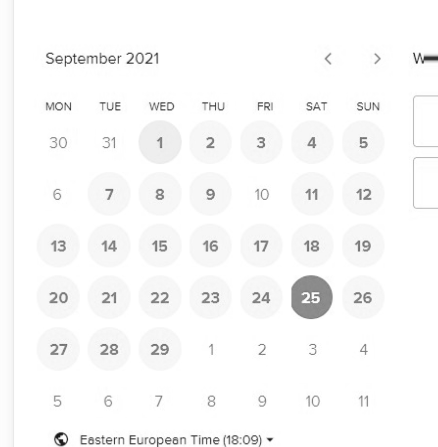 September 2021
MON TUE WED THU FRI SAT SUN
30 31 1 2 3 4 5
6 7 8 9 10 11 12
13 14 15 16 17 18 19
20 21 22 23 24 25 26
27 28 29 1 2 3 4
5 6 7 8 9 10 11
Eastern European Time (18:09)